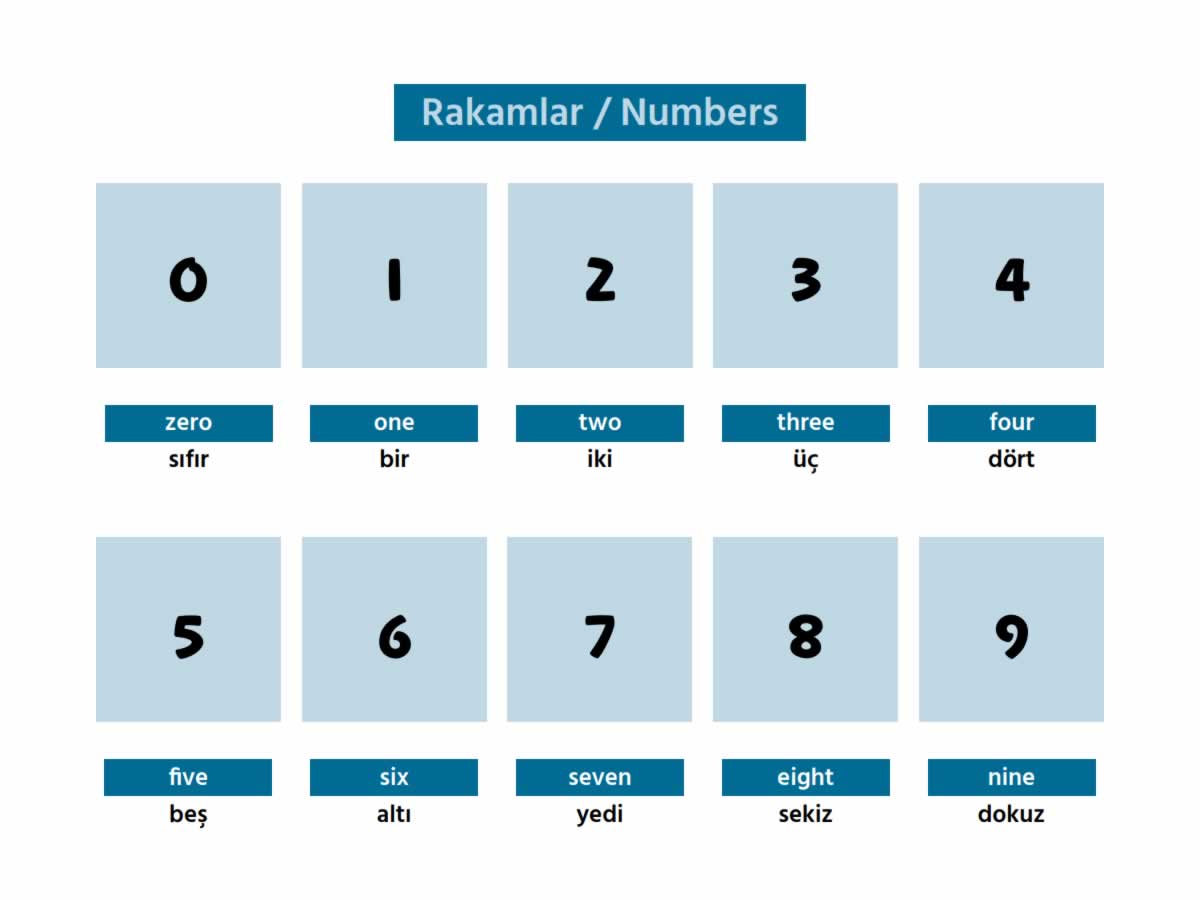 Rakamlar / Numbers
0 1 2 3 4
zero one two three four
sıfır bir iki üç dört
5 6 7 8 9
five six seven eight nine
beş altı yedi sekiz dokuz